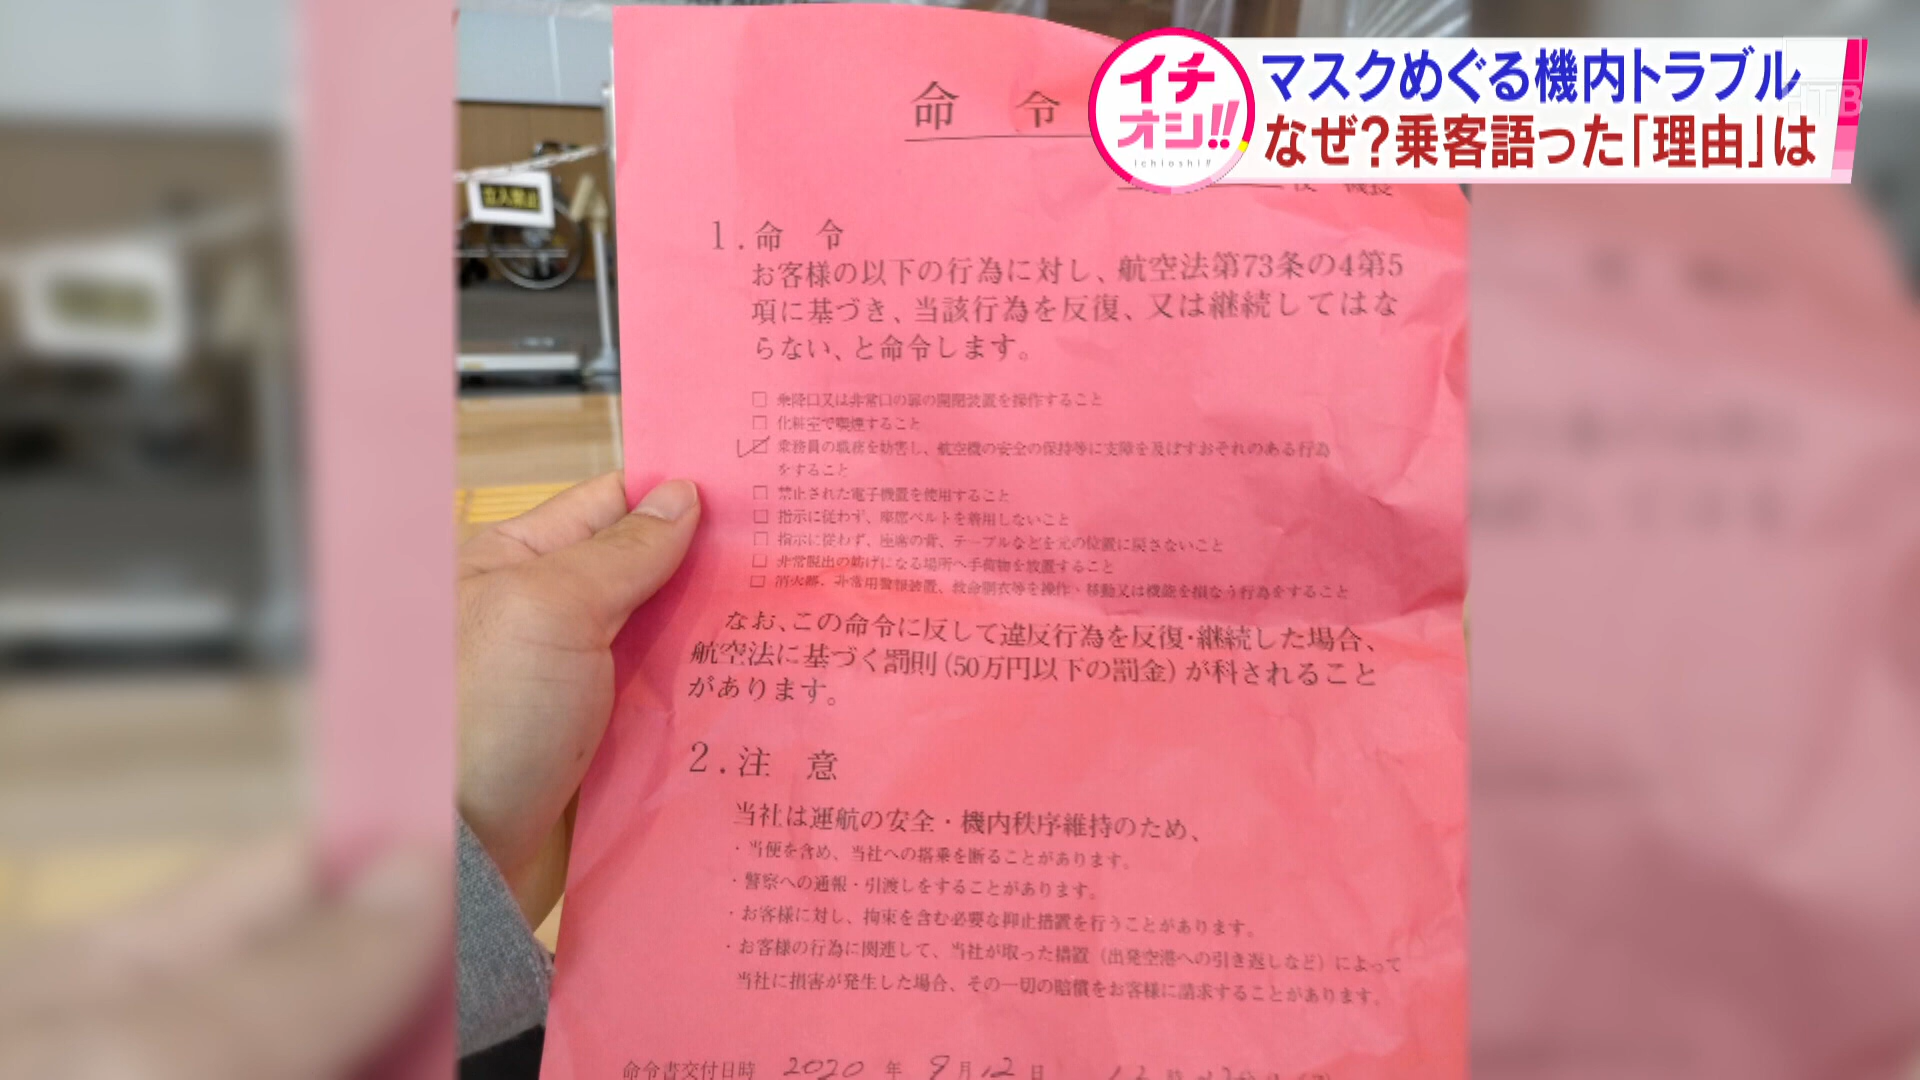 イチオシ!!
ichioshi!!
マスクめぐる機内トラブル
なぜ?乗客語った「理由」は
HTB
立入禁止
命　令
機長
1.命　令
お客様の以下の行為に対し、航空法第73条の4第5
項に基づき、当該行為を反復、又は継続してはな
らない、と命令します。
□ 乗降口又は非常口の扉の開閉装置を操作すること
□ 化粧室で喫煙すること
☑ 乗務員の職務を妨害し、航空機の安全の保持等に支障を及ぼすおそれのある行為
をすること
□ 禁止された電子機器を使用すること
□ 指示に従わず、座席ベルトを着用しないこと
□ 指示に従わず、座席の背、テーブルなどを元の位置に戻さないこと
□ 非常脱出の妨げになる場所へ手荷物を放置すること
□ 消火器、非常用警報装置、救命胴衣等を操作・移動又は機能を損なう行為をすること
なお、この命令に反して違反行為を反復・継続した場合、
航空法に基づく罰則(50万円以下の罰金)が科されること
があります。
2.注　意
当社は運航の安全・機内秩序維持のため、
・当便を含め、当社への搭乗を断ることがあります。
・警察への通報・引渡しをすることがあります。
・お客様に対し、拘束を含む必要な抑止措置を行うことがあります。
・お客様の行為に関連して、当社が取った措置(出発空港への引き返しなど)によって
当社に損害が発生した場合、その一切の賠償をお客様に請求することがあります。
命令書交付日時 2020 年 9月12日 12時